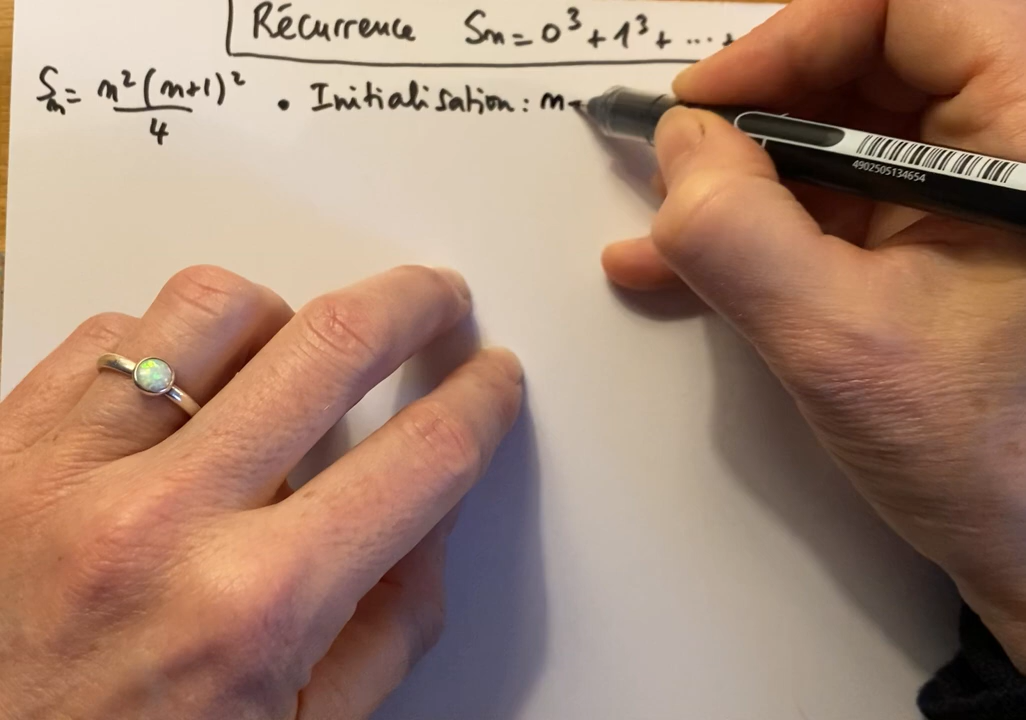 Récurrence Sn = 0³ + 1³ + ... +
Sn = n²(n+1)² / 4 • Initialisation : n
4902505134654